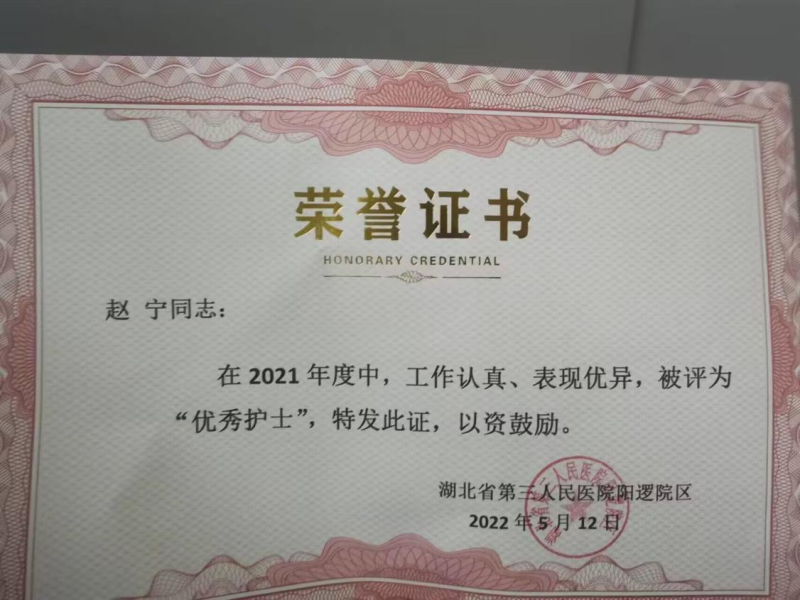 荣誉证书
HONORARY CREDENTIAL
赵 宁同志：
在 2021 年度中，工作认真、表现优异，被评为
“优秀护士”，特发此证，以资鼓励。
湖北省第三人民医院阳逻院区
2022 年 5 月 12 日